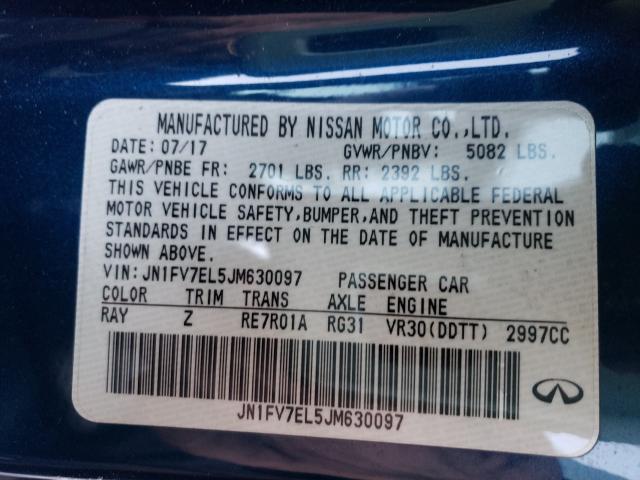 MANUFACTURED BY NISSAN MOTOR CO.,LTD.
DATE: 07/17 GVWR/PNBV: 5082 LBS.
GAWR/PNBE FR: 2701 LBS. RR: 2392 LBS.
THIS VEHICLE CONFORMS TO ALL APPLICABLE FEDERAL
MOTOR VEHICLE SAFETY,BUMPER,AND THEFT PREVENTION
STANDARDS IN EFFECT ON THE DATE OF MANUFACTURE
SHOWN ABOVE.
VIN:JN1FV7EL5JM630097 PASSENGER CAR
COLOR TRIM TRANS AXLE ENGINE
RAY Z RE7R01A RG31 VR30(DDTT) 2997CC
JN1FV7EL5JM630097